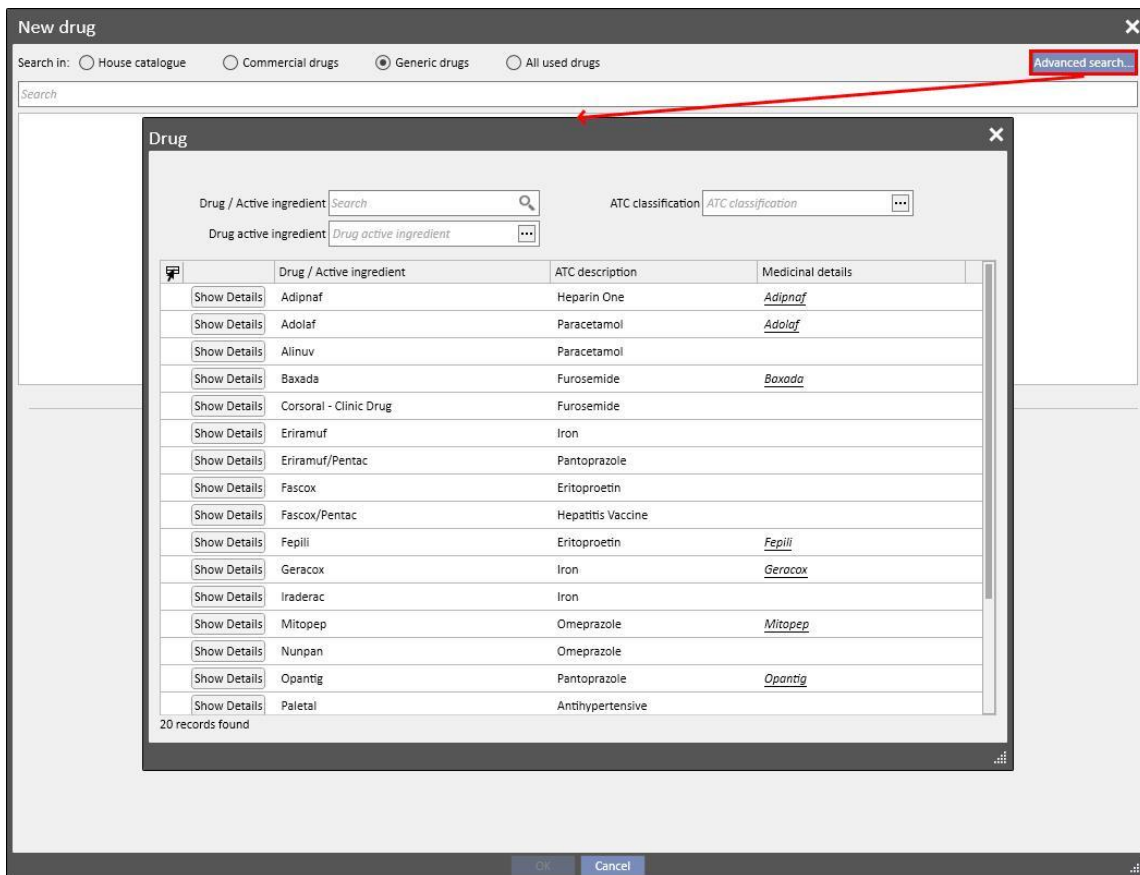 New drug
Search in: House catalogue Commercial drugs Generic drugs All used drugs Advanced search...
Search
Drug
Drug / Active ingredient Search ATC classification ATC classification
Drug active ingredient Drug active ingredient
Drug / Active ingredient ATC description Medicinal details
Show Details Adipnaf Heparin One Adipnaf
Show Details Adolaf Paracetamol Adolaf
Show Details Alinuv Paracetamol
Show Details Baxada Furosemide Baxada
Show Details Corsoral - Clinic Drug Furosemide
Show Details Eriramuf Iron
Show Details Eriramuf/Pentac Pantoprazole
Show Details Fascox Eritoproetin
Show Details Fascox/Pentac Hepatitis Vaccine
Show Details Fepili Eritoproetin Fepili
Show Details Geracox Iron Geracox
Show Details Iraderac Iron
Show Details Mitopep Omeprazole Mitopep
Show Details Nunpan Omeprazole
Show Details Opantig Pantoprazole Opantig
Show Details Paletal Antihypertensive
20 records found
OK Cancel